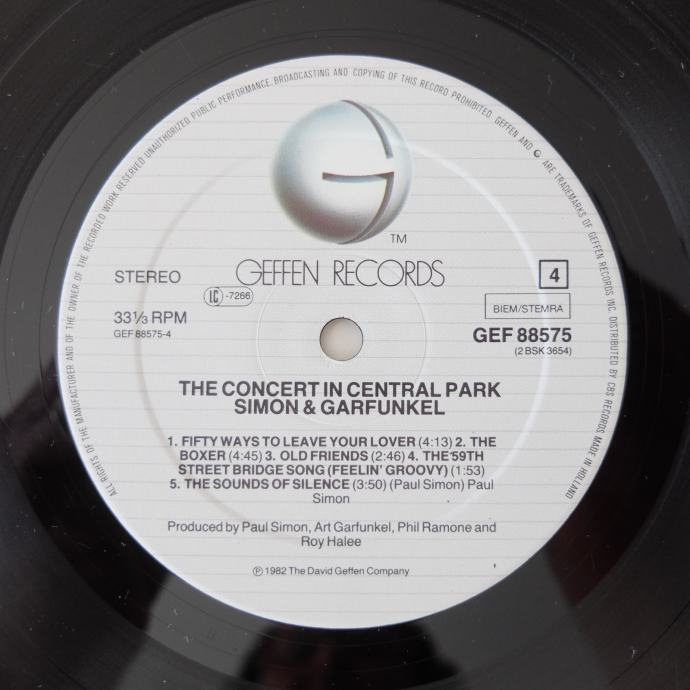 ALL RIGHTS OF THE MANUFACTURER AND OF THE OWNER OF THE RECORDED WORK RESERVED UNAUTHORIZED PUBLIC PERFORMANCE, BROADCASTING AND COPYING OF THIS RECORD PROHIBITED. GEFFEN AND G ARE TRADEMARKS OF GEFFEN RECORDS INC. DISTRIBUTED BY CBS RECORDS MADE IN HOLLAND
TM
STEREO
GEFFEN RECORDS
4
LC -7266
BIEM/STEMRA
33⅓ RPM
GEF 88575-4
GEF 88575
(2 BSK 3654)
THE CONCERT IN CENTRAL PARK
SIMON & GARFUNKEL
1. FIFTY WAYS TO LEAVE YOUR LOVER (4:13) 2. THE
BOXER (4:45) 3. OLD FRIENDS (2:46) 4. THE'59TH
STREET BRIDGE SONG (FEELIN' GROOVY) (1:53)
5. THE SOUNDS OF SILENCE (3:50) (Paul Simon) Paul
Simon
Produced by Paul Simon, Art Garfunkel, Phil Ramone and
Roy Halee
℗ 1982 The David Geffen Company